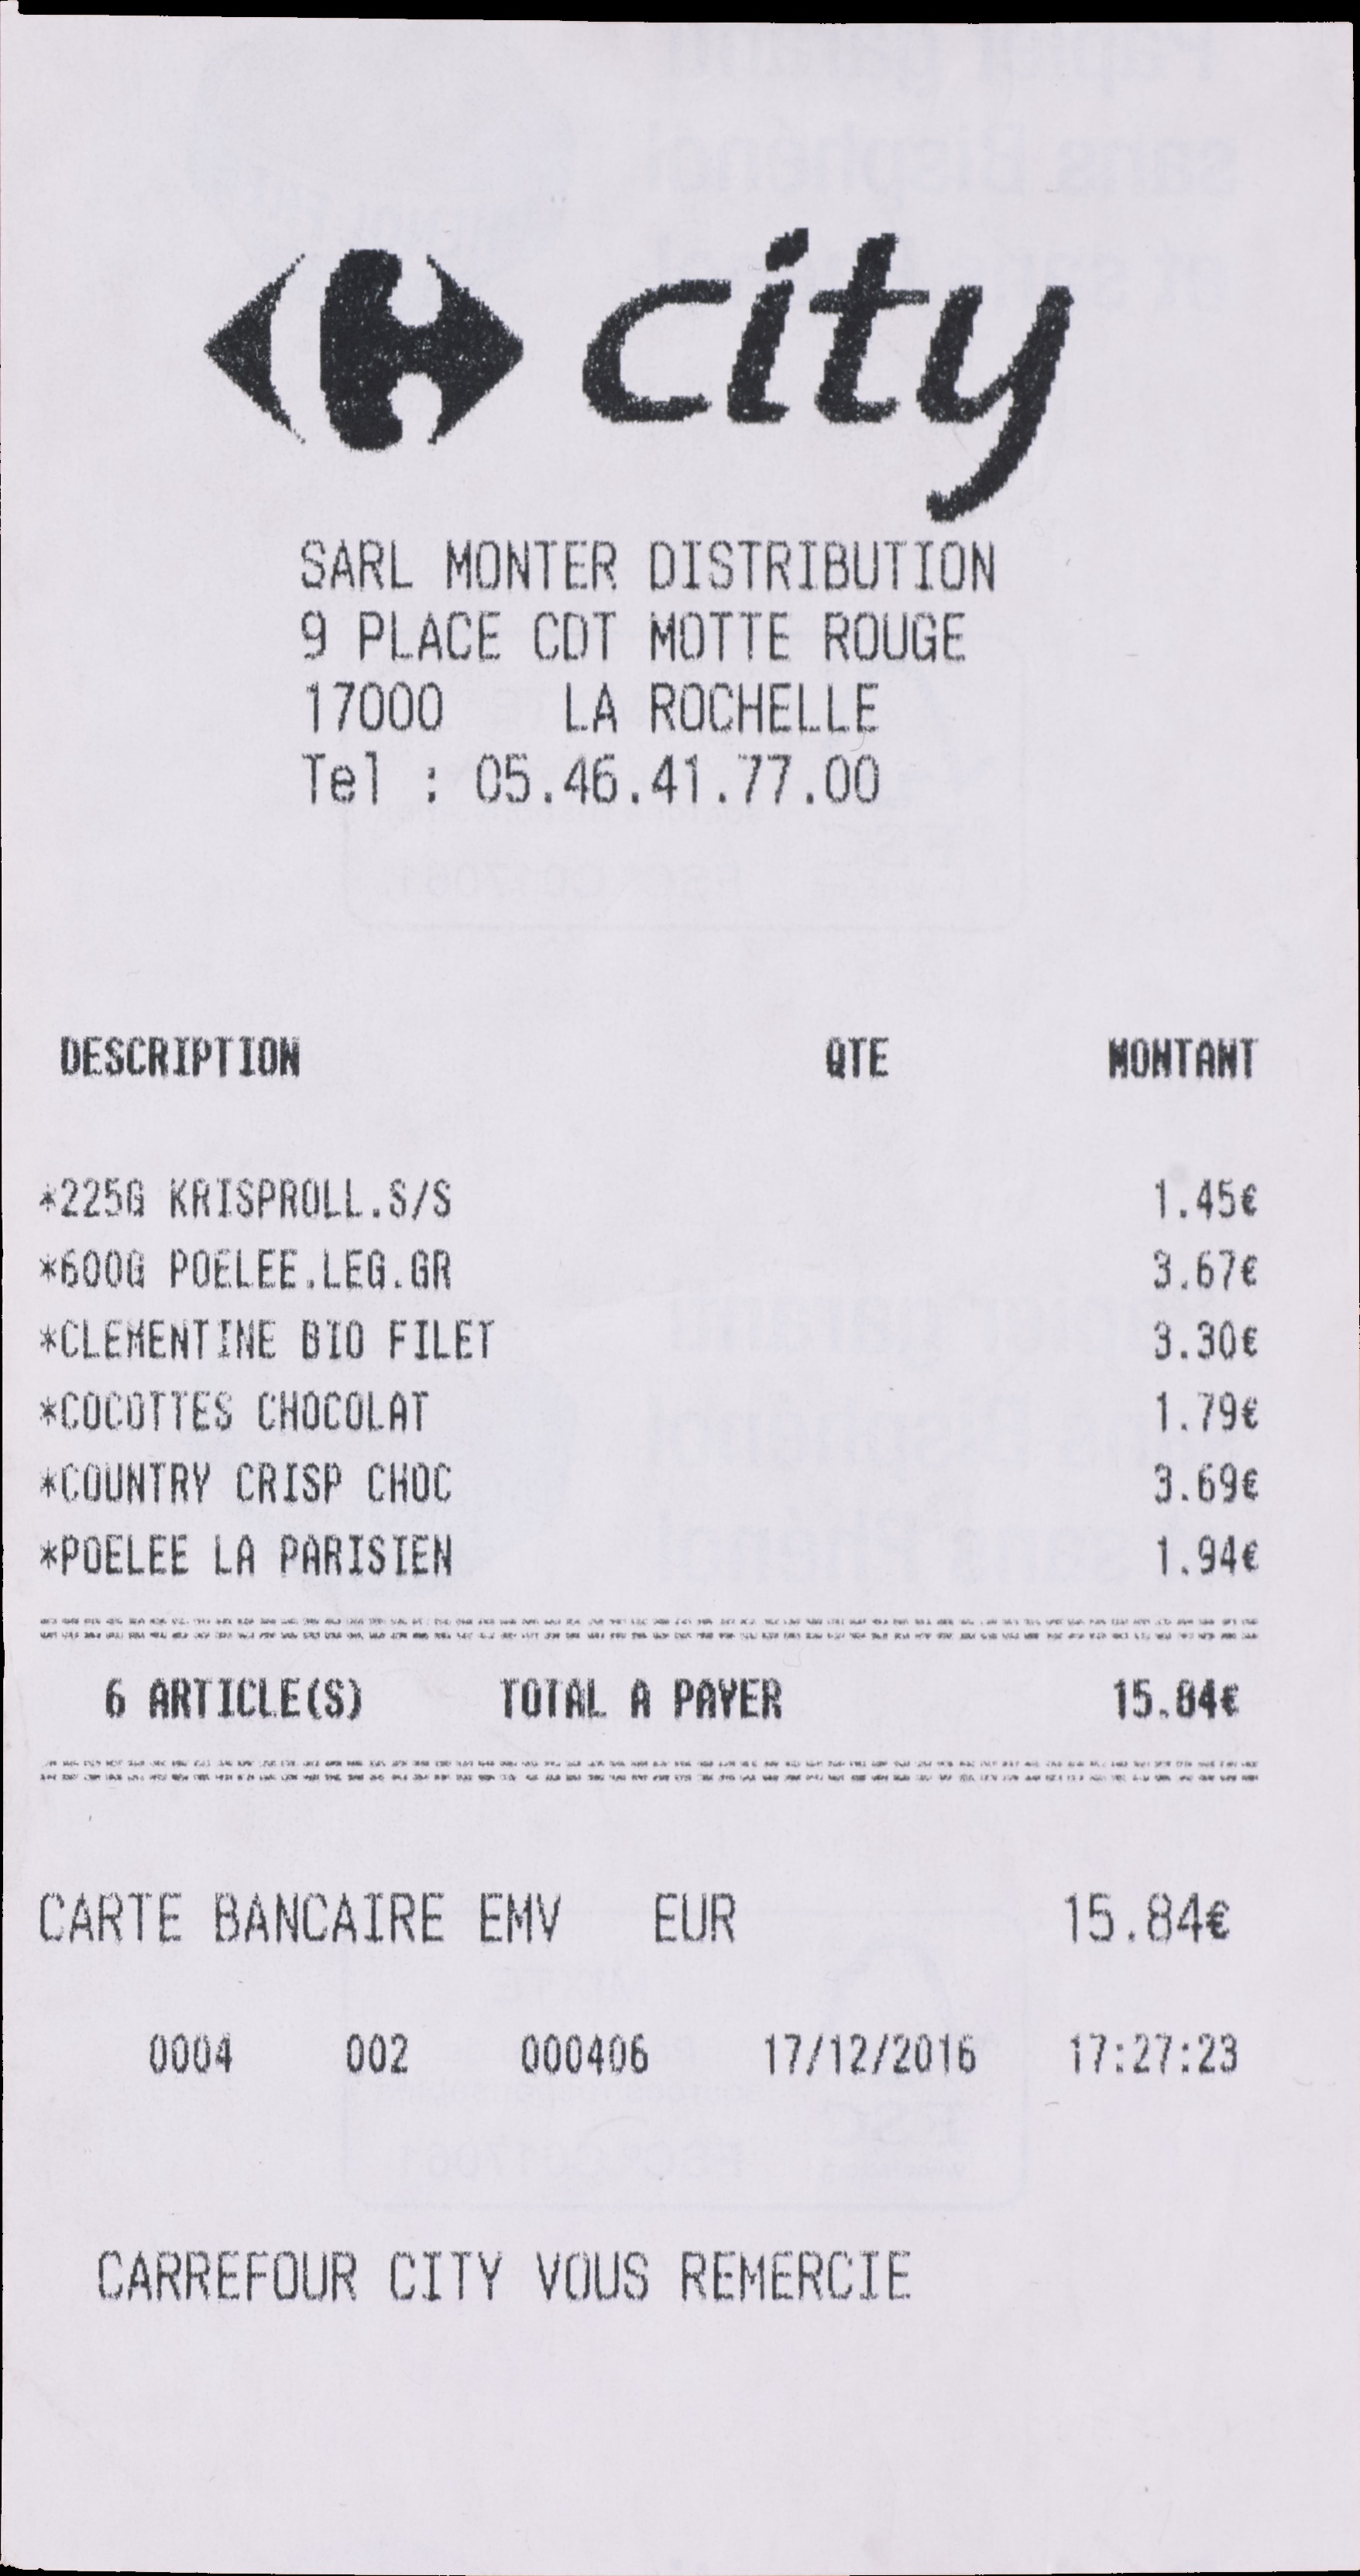 city
SARL MONTER DISTRIBUTION
9 PLACE CDT MOTTE ROUGE
17000 LA ROCHELLE
Tel : 05.46.41.77.00
DESCRIPTION QTE MONTANT
*225G KRISPROLL.S/S 1.45€
*600G POELEE.LEG.GR 3.67€
*CLEMENTINE BIO FILET 3.30€
*COCOTTES CHOCOLAT 1.79€
*COUNTRY CRISP CHOC 3.69€
*POELEE LA PARISIEN 1.94€
6 ARTICLE(S) TOTAL A PAYER 15.84€
CARTE BANCAIRE EMV EUR 15.84€
0004 002 000406 17/12/2016 17:27:23
CARREFOUR CITY VOUS REMERCIE